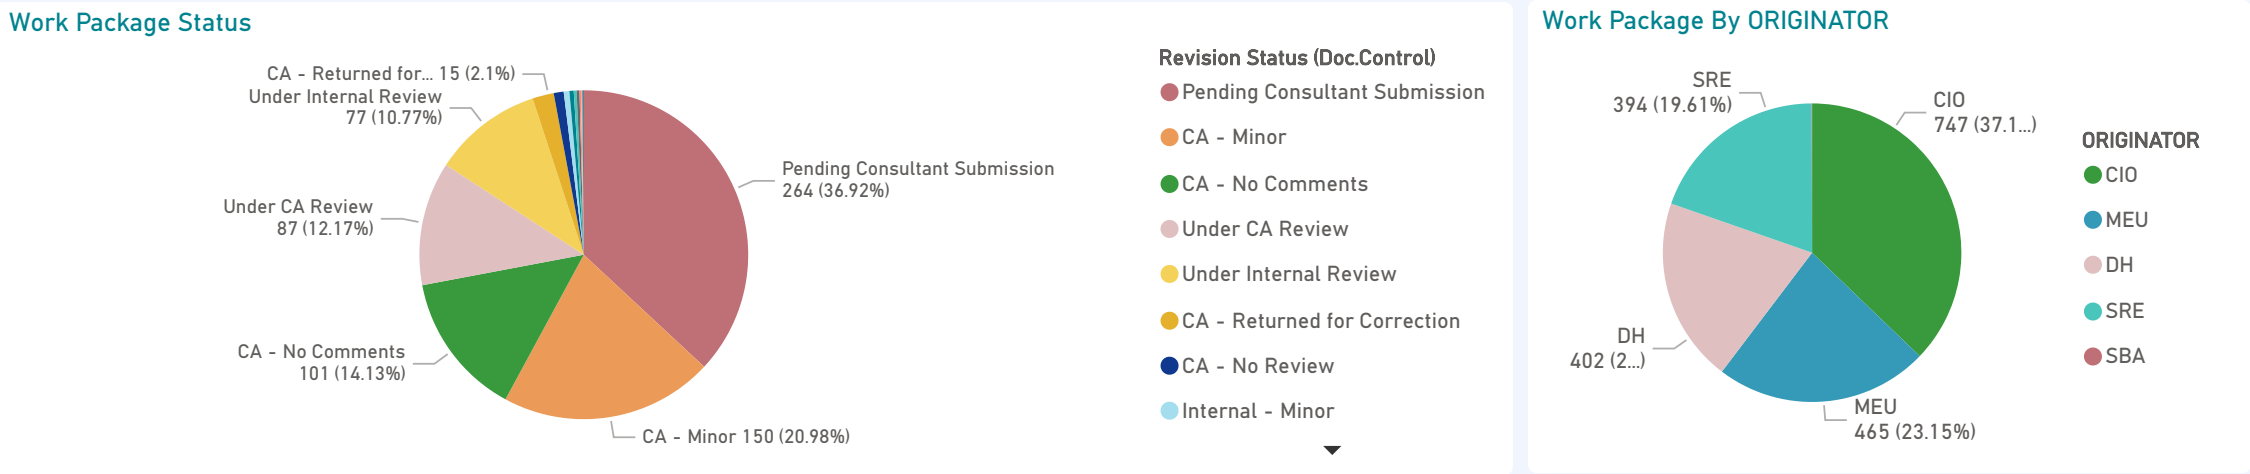 Work Package Status
CA - Returned for... 15 (2.1%)
Under Internal Review
77 (10.77%)
Under CA Review
87 (12.17%)
CA - No Comments
101 (14.13%)
CA - Minor 150 (20.98%)
Pending Consultant Submission
264 (36.92%)
Revision Status (Doc.Control)
Pending Consultant Submission
CA - Minor
CA - No Comments
Under CA Review
Under Internal Review
CA - Returned for Correction
CA - No Review
Internal - Minor
Work Package By ORIGINATOR
SRE
394 (19.61%)
CIO
747 (37.1...)
DH
402 (2...)
MEU
465 (23.15%)
ORIGINATOR
CIO
MEU
DH
SRE
SBA